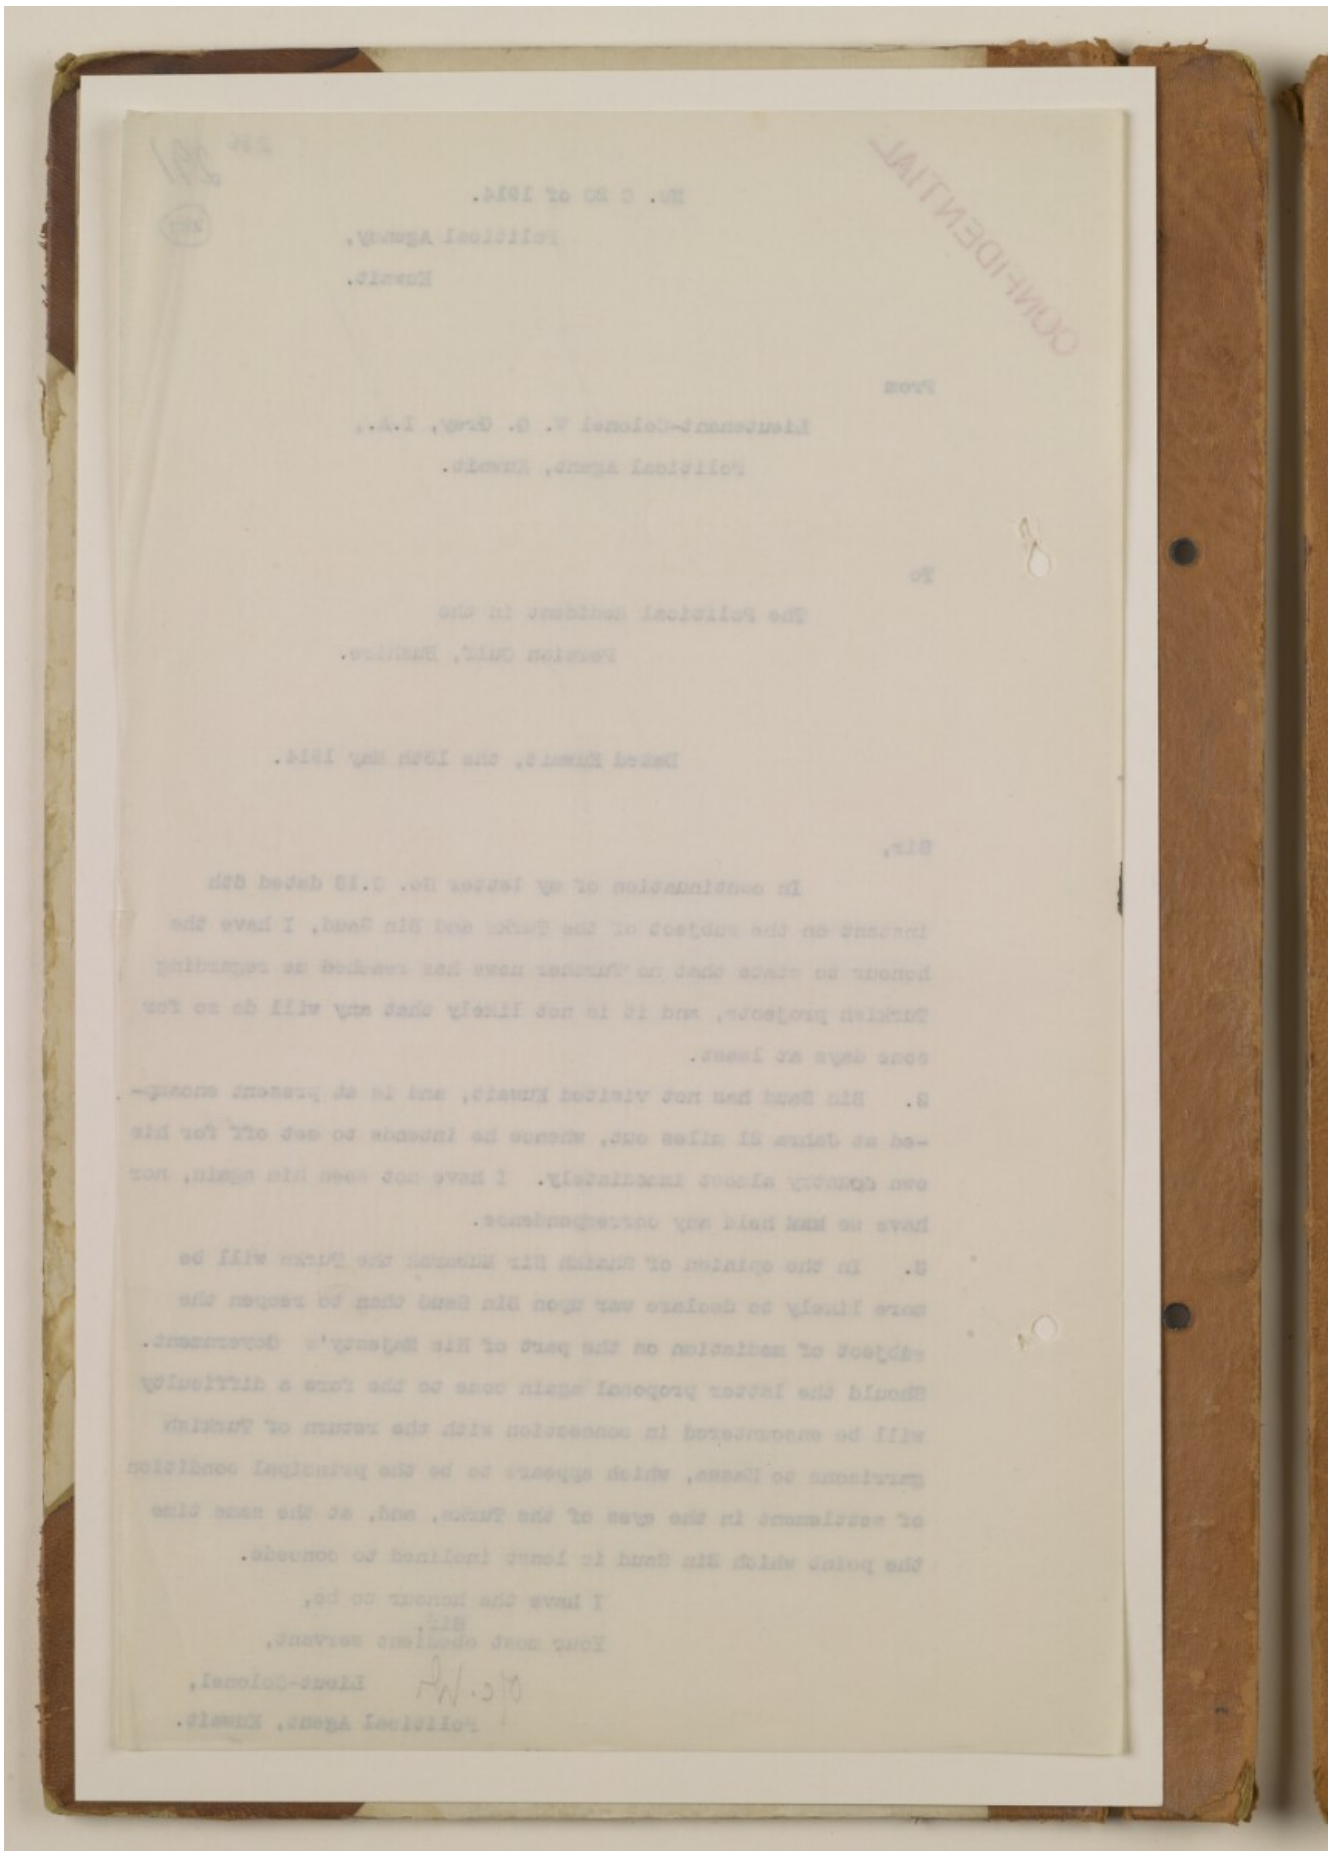 CONFIDENTIAL
No. C 20 of 1914.
Political Agency,
Kuwait.
From
Lieutenant-Colonel W. G. Grey, I.A.,
Political Agent, Kuwait.
To
The Political Resident in the
Persian Gulf, Bushire.
Dated Kuwait, the 13th May 1914.
Sir,
In continuation of my letter No. C.18 dated 6th
instant on the subject of the Turks and Bin Saud, I have the
honour to state that no further news has reached us regarding
Turkish projects, and it is not likely that any will do so for
some days at least.
2. Bin Saud has not visited Kuwait, and is at present encamp-
-ed at Jahra 21 miles out, whence he intends to set off for his
own country almost immediately. I have not seen him again, nor
have we held any correspondence.
3. In the opinion of Shaikh Sir Mubarak the Turks will be
more likely to declare war upon Bin Saud than to reopen the
subject of mediation on the part of His Majesty's Government.
Should the latter proposal again come to the fore a difficulty
will be encountered in connection with the return of Turkish
garrisons to Hassa, which appears to be the principal condition
of settlement in the eyes of the Turks, and, at the same time
the point which Bin Saud is least inclined to concede.
I have the honour to be,
Sir,
Your most obedient servant,
Lieut-Colonel,
Political Agent, Kuwait.